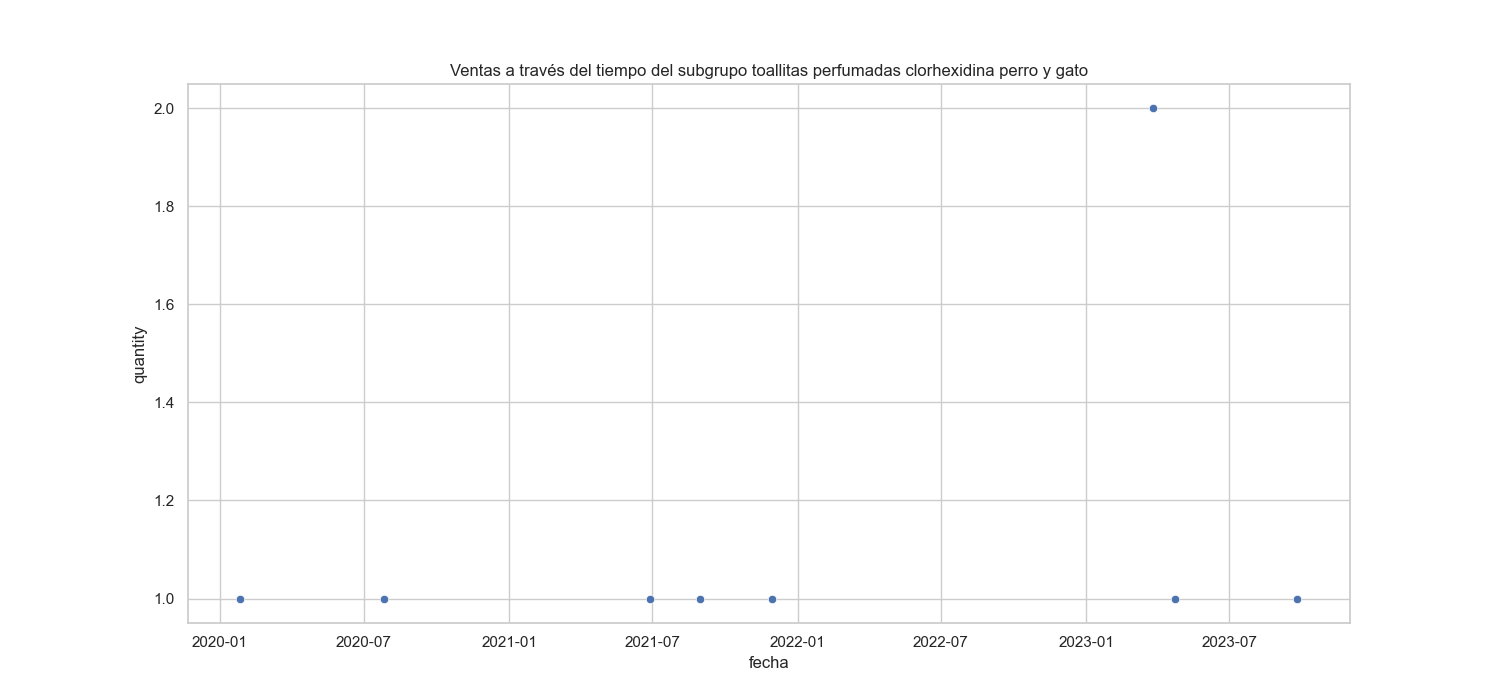 Ventas a través del tiempo del subgrupo toallitas perfumadas clorhexidina perro y gato
2.0
1.8
1.6
1.4
1.2
1.0
quantity
2020-01 2020-07 2021-01 2021-07 2022-01 2022-07 2023-01 2023-07
fecha